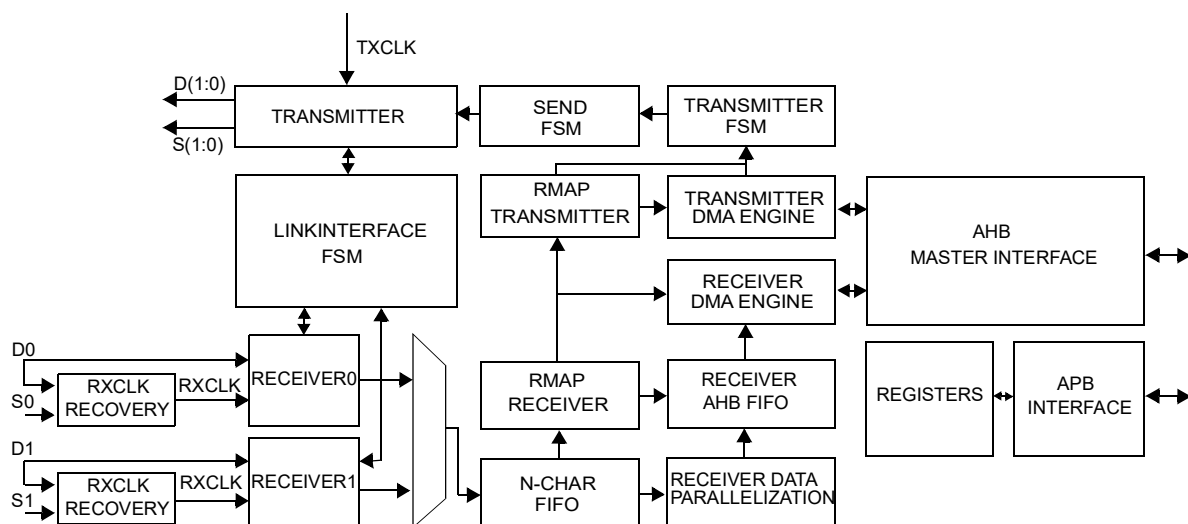 TXCLK
D(1:0)
S(1:0)
TRANSMITTER
SEND
FSM
TRANSMITTER
FSM
LINKINTERFACE
FSM
RMAP
TRANSMITTER
TRANSMITTER
DMA ENGINE
AHB
MASTER INTERFACE
RECEIVER
DMA ENGINE
D0
S0
RXCLK
RECOVERY
RXCLK
RECEIVER0
RMAP
RECEIVER
RECEIVER
AHB FIFO
REGISTERS
APB
INTERFACE
D1
S1
RXCLK
RECOVERY
RXCLK
RECEIVER1
N-CHAR
FIFO
RECEIVER DATA
PARALLELIZATION